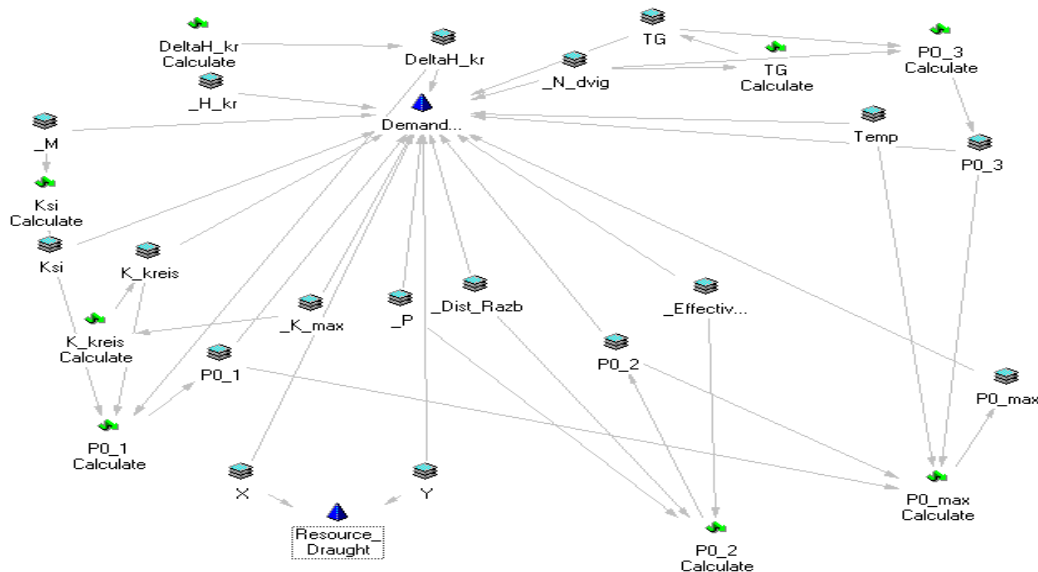 TG
DeltaH_kr
Calculate
DeltaH_kr
P0_3
Calculate
TG
Calculate
_N_dvig
_H_kr
Demand...
Temp
_M
P0_3
Ksi
Calculate
Ksi
K_kreis
_K_max
_P
_Dist_Razb
_Effectiv...
K_kreis
Calculate
P0_1
P0_2
P0_max
P0_1
Calculate
X
Y
P0_max
Calculate
Resource_
Draught
P0_2
Calculate